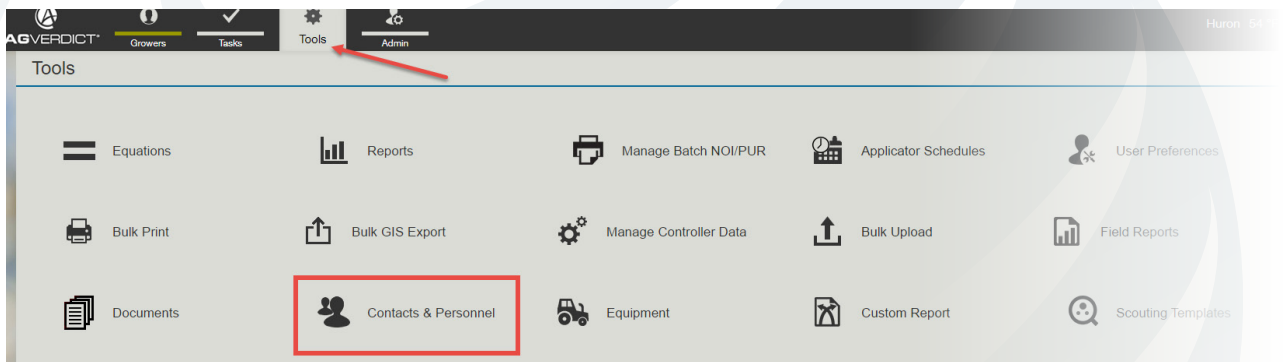 AGVERDICT
Growers
Tasks
Tools
Admin
Huron
Tools
Equations
Reports
Manage Batch NOI/PUR
Applicator Schedules
User Preferences
Bulk Print
Bulk GIS Export
Manage Controller Data
Bulk Upload
Field Reports
Documents
Contacts & Personnel
Equipment
Custom Report
Scouting Templates